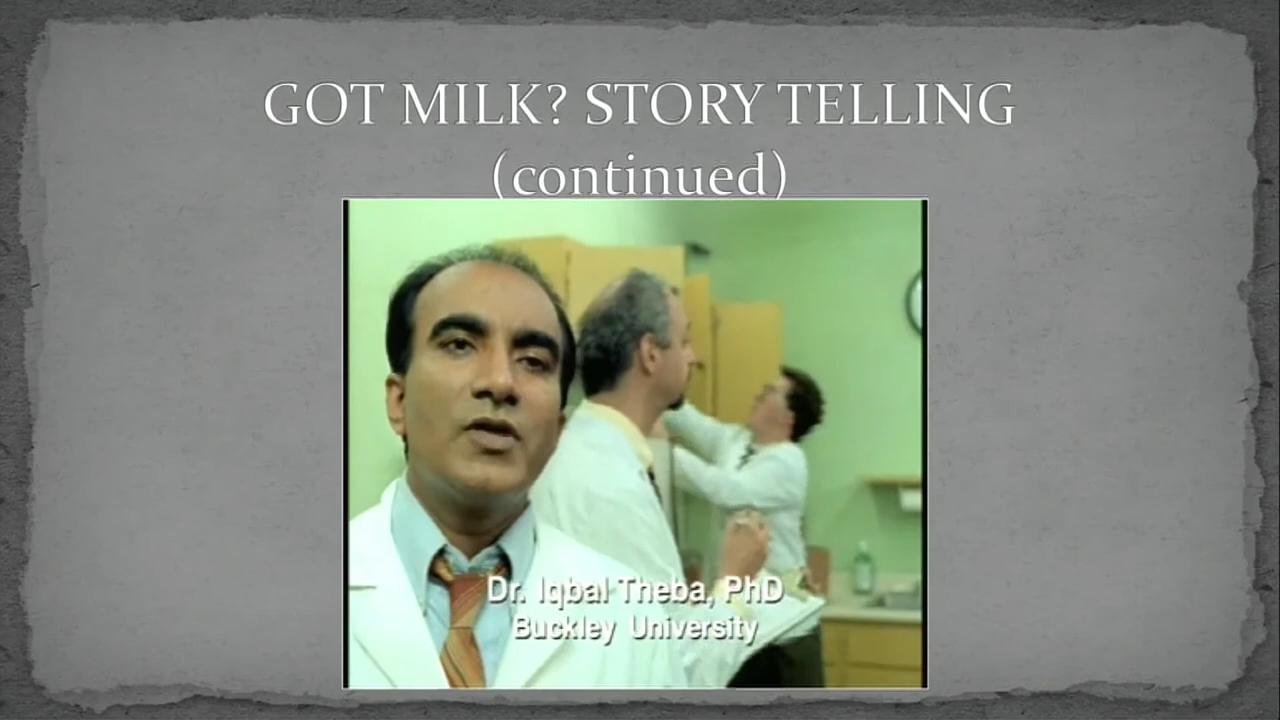 GOT MILK? STORY TELLING
(continued)
Dr. Iqbal Theba, PhD
Buckley University